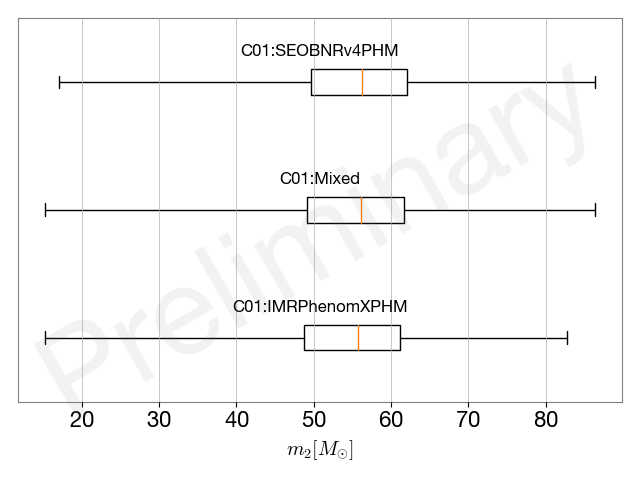 C01:SEOBNRv4PHM
C01:Mixed
C01:IMRPhenomXPHM
Preliminary
20 30 40 50 60 70 80
m₂[M☉]